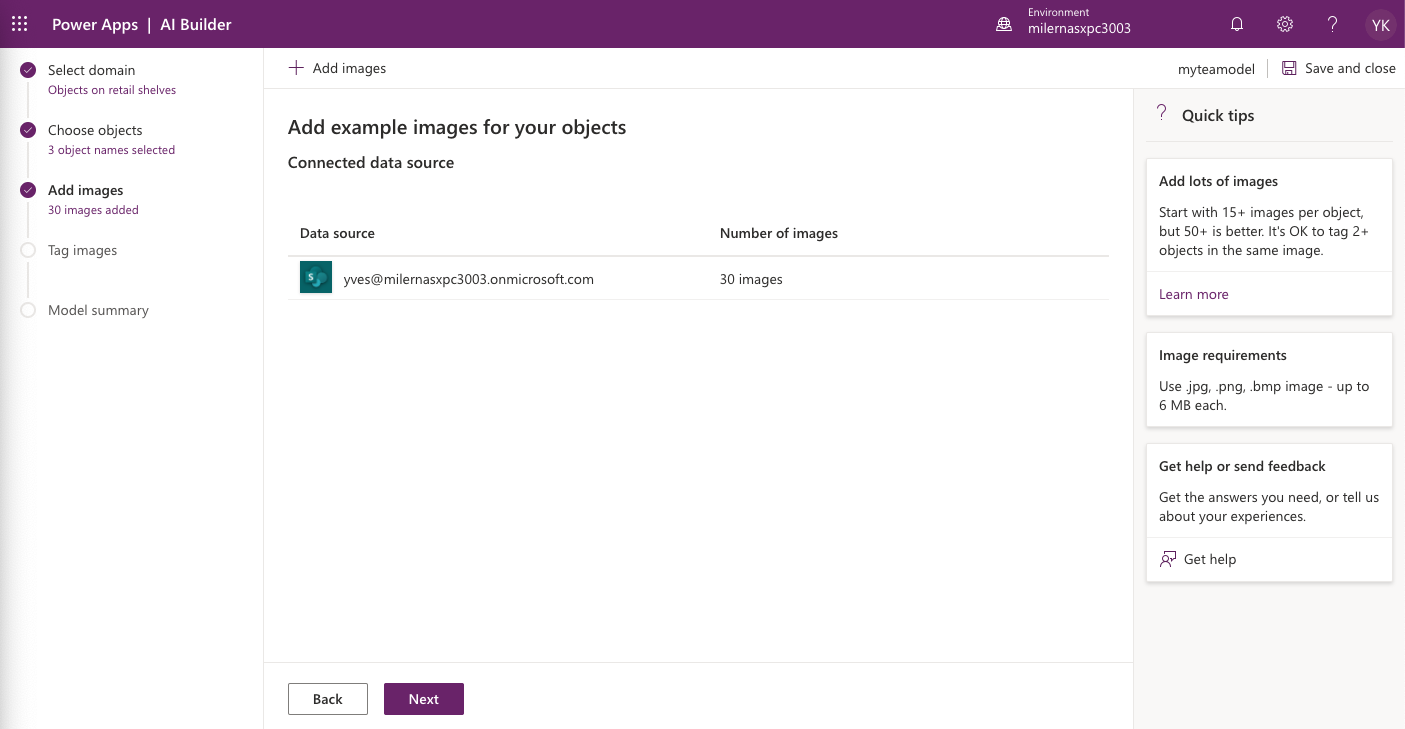 Power Apps | AI Builder
Environment
milernasxpc3003
?
YK
Select domain
Objects on retail shelves
Choose objects
3 object names selected
Add images
30 images added
Tag images
Model summary
Add images
myteamodel
Save and close
Add example images for your objects
Connected data source
Data source
Number of images
S
yves@milernasxpc3003.onmicrosoft.com
30 images
Back
Next
? Quick tips
Add lots of images
Start with 15+ images per object,
but 50+ is better. It's OK to tag 2+
objects in the same image.
Learn more
Image requirements
Use .jpg, .png, .bmp image - up to
6 MB each.
Get help or send feedback
Get the answers you need, or tell us
about your experiences.
Get help